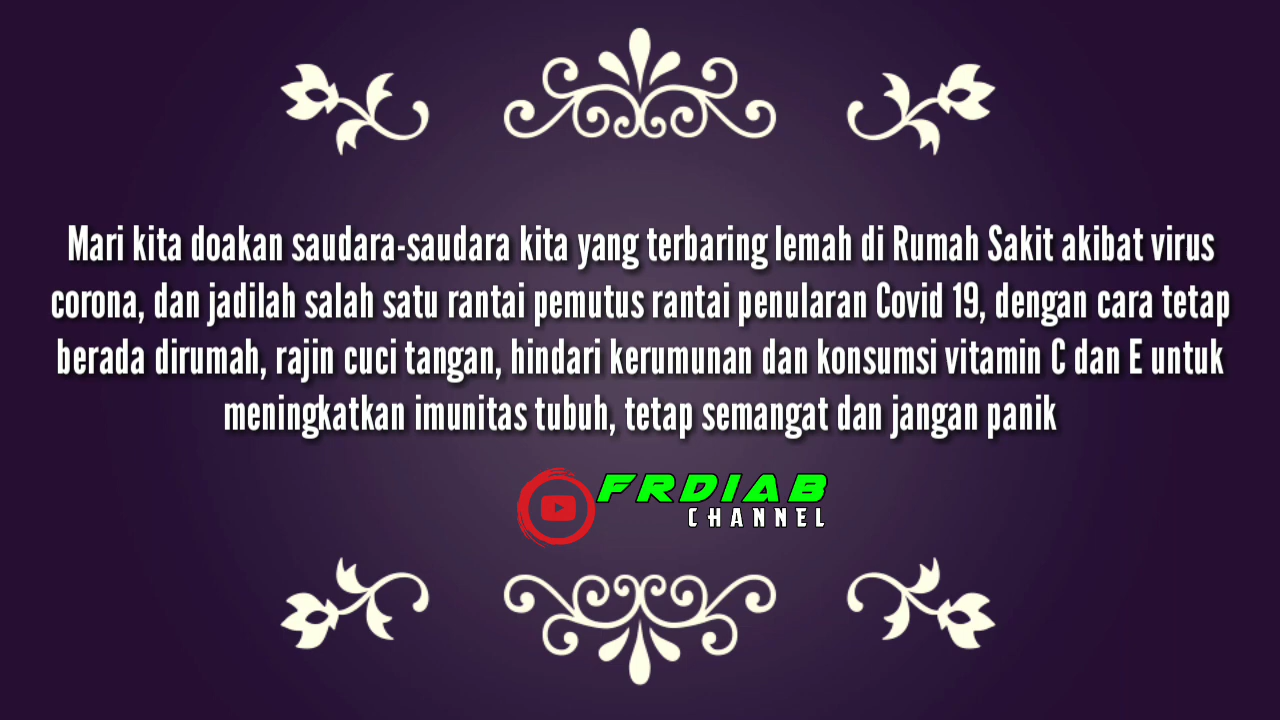 Mari kita doakan saudara-saudara kita yang terbaring lemah di Rumah Sakit akibat virus
corona, dan jadilah salah satu rantai pemutus rantai penularan Covid 19, dengan cara tetap
berada dirumah, rajin cuci tangan, hindari kerumunan dan konsumsi vitamin C dan E untuk
meningkatkan imunitas tubuh, tetap semangat dan jangan panik
FRDIAB
CHANNEL